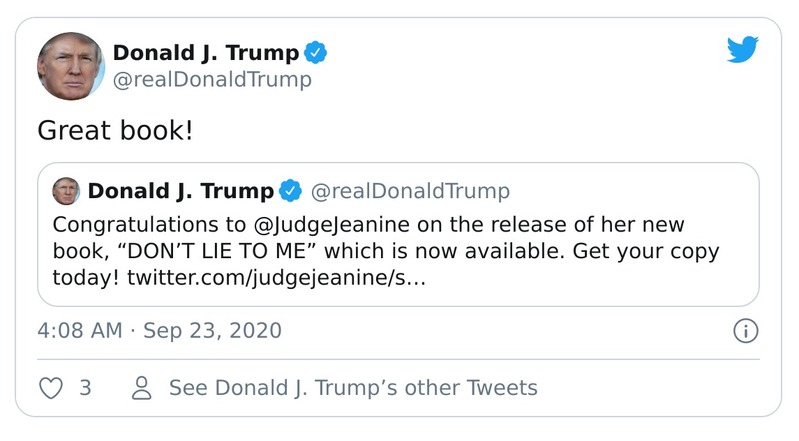 Donald J. Trump
@realDonaldTrump
Great book!
Donald J. Trump @realDonaldTrump
Congratulations to @JudgeJeanine on the release of her new
book, “DON’T LIE TO ME” which is now available. Get your copy
today! twitter.com/judgejeanine/s…
4:08 AM · Sep 23, 2020
3 See Donald J. Trump’s other Tweets